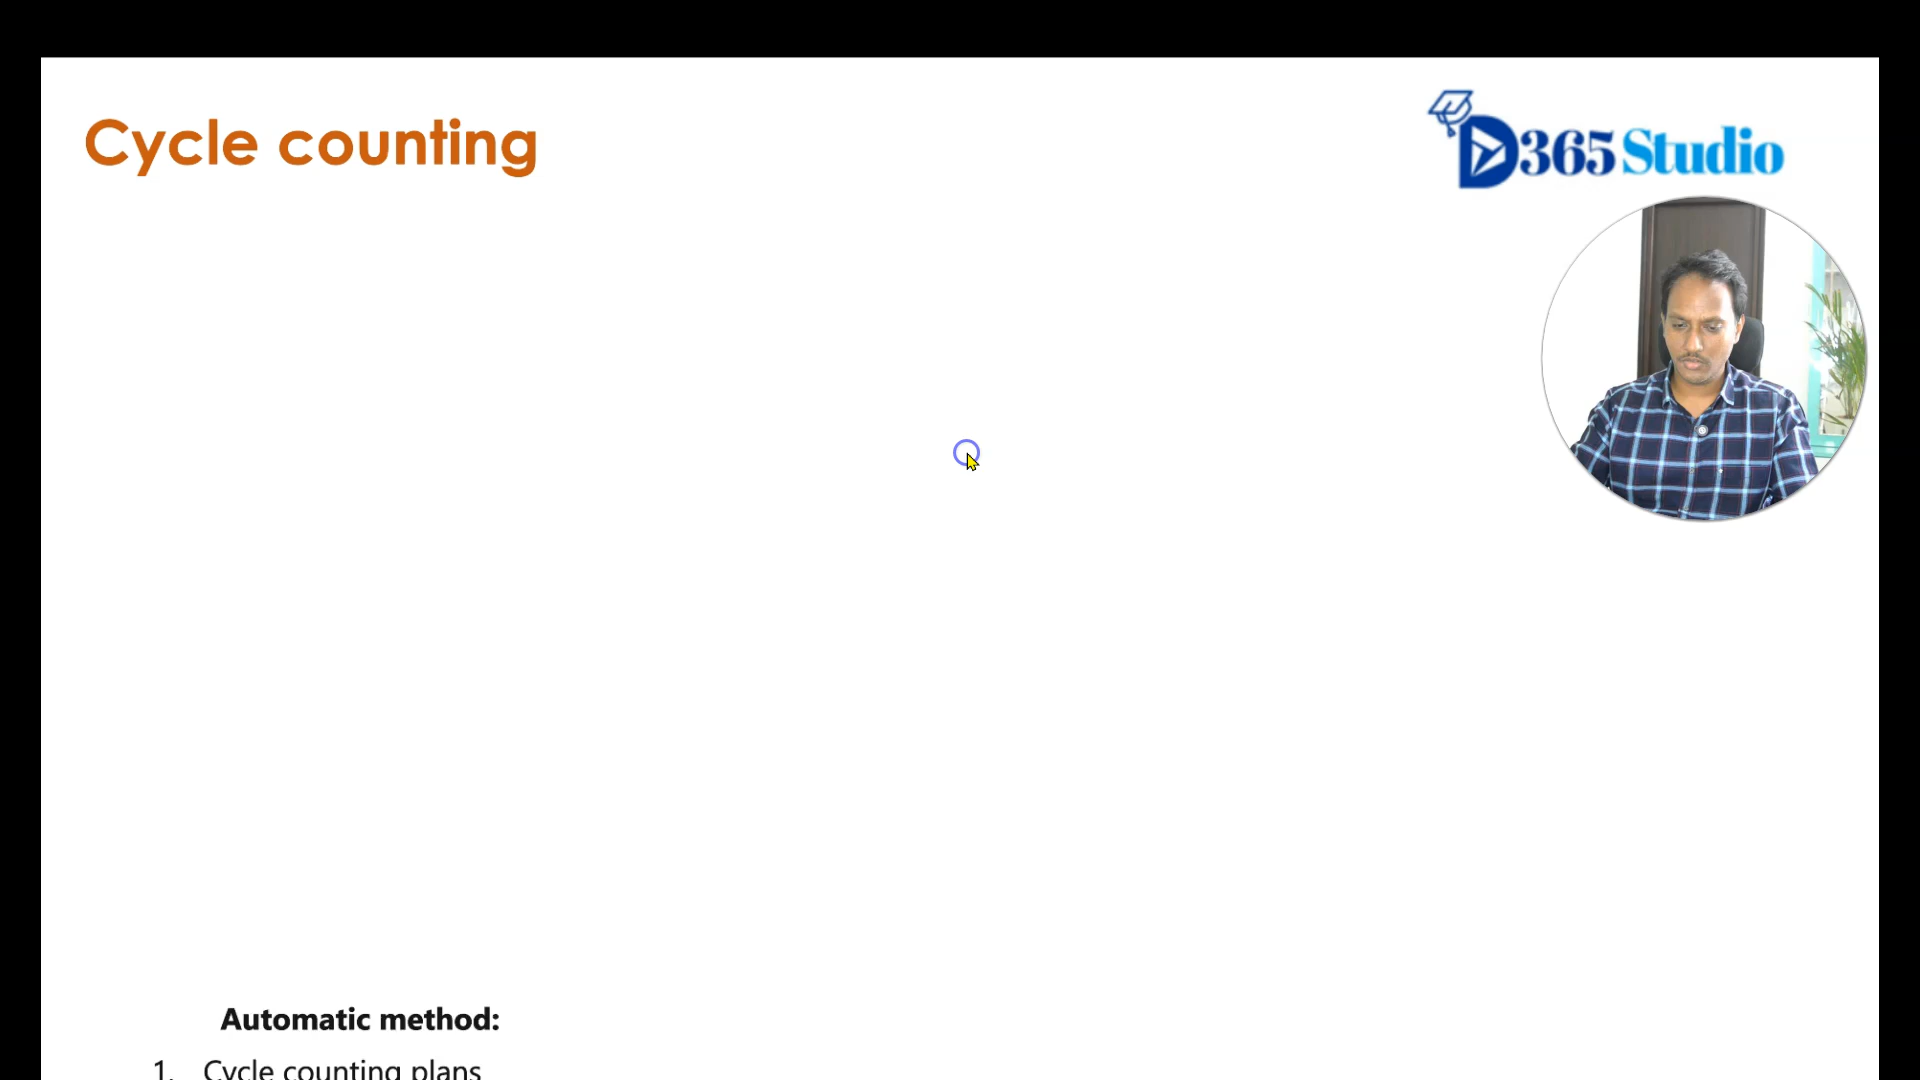 Cycle counting
D365 Studio
Automatic method:
1. Cycle counting plans